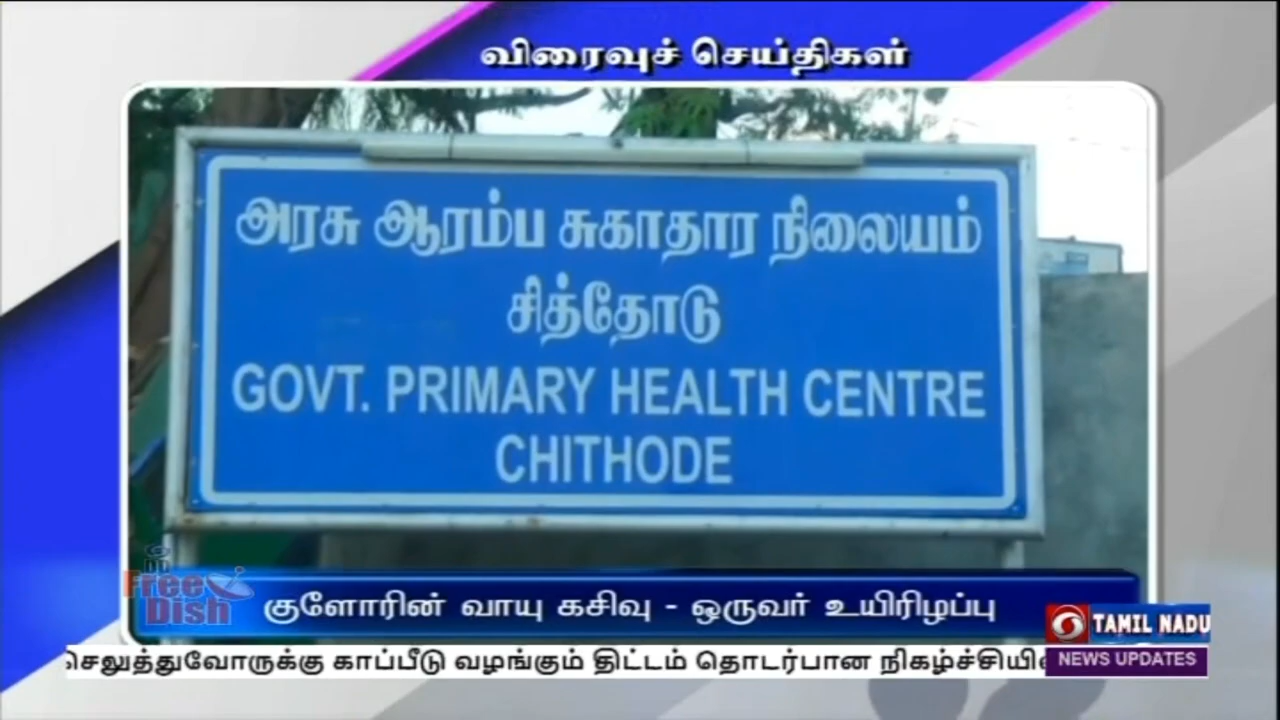 விரைவுச் செய்திகள்
அரசு ஆரம்ப சுகாதார நிலையம்
சித்தோடு
GOVT. PRIMARY HEALTH CENTRE
CHITHODE
DD
Free
Dish
குளோரின் வாயு கசிவு - ஒருவர் உயிரிழப்பு
TAMIL NADU
NEWS UPDATES
செலுத்துவோருக்கு காப்பீடு வழங்கும் திட்டம் தொடர்பான